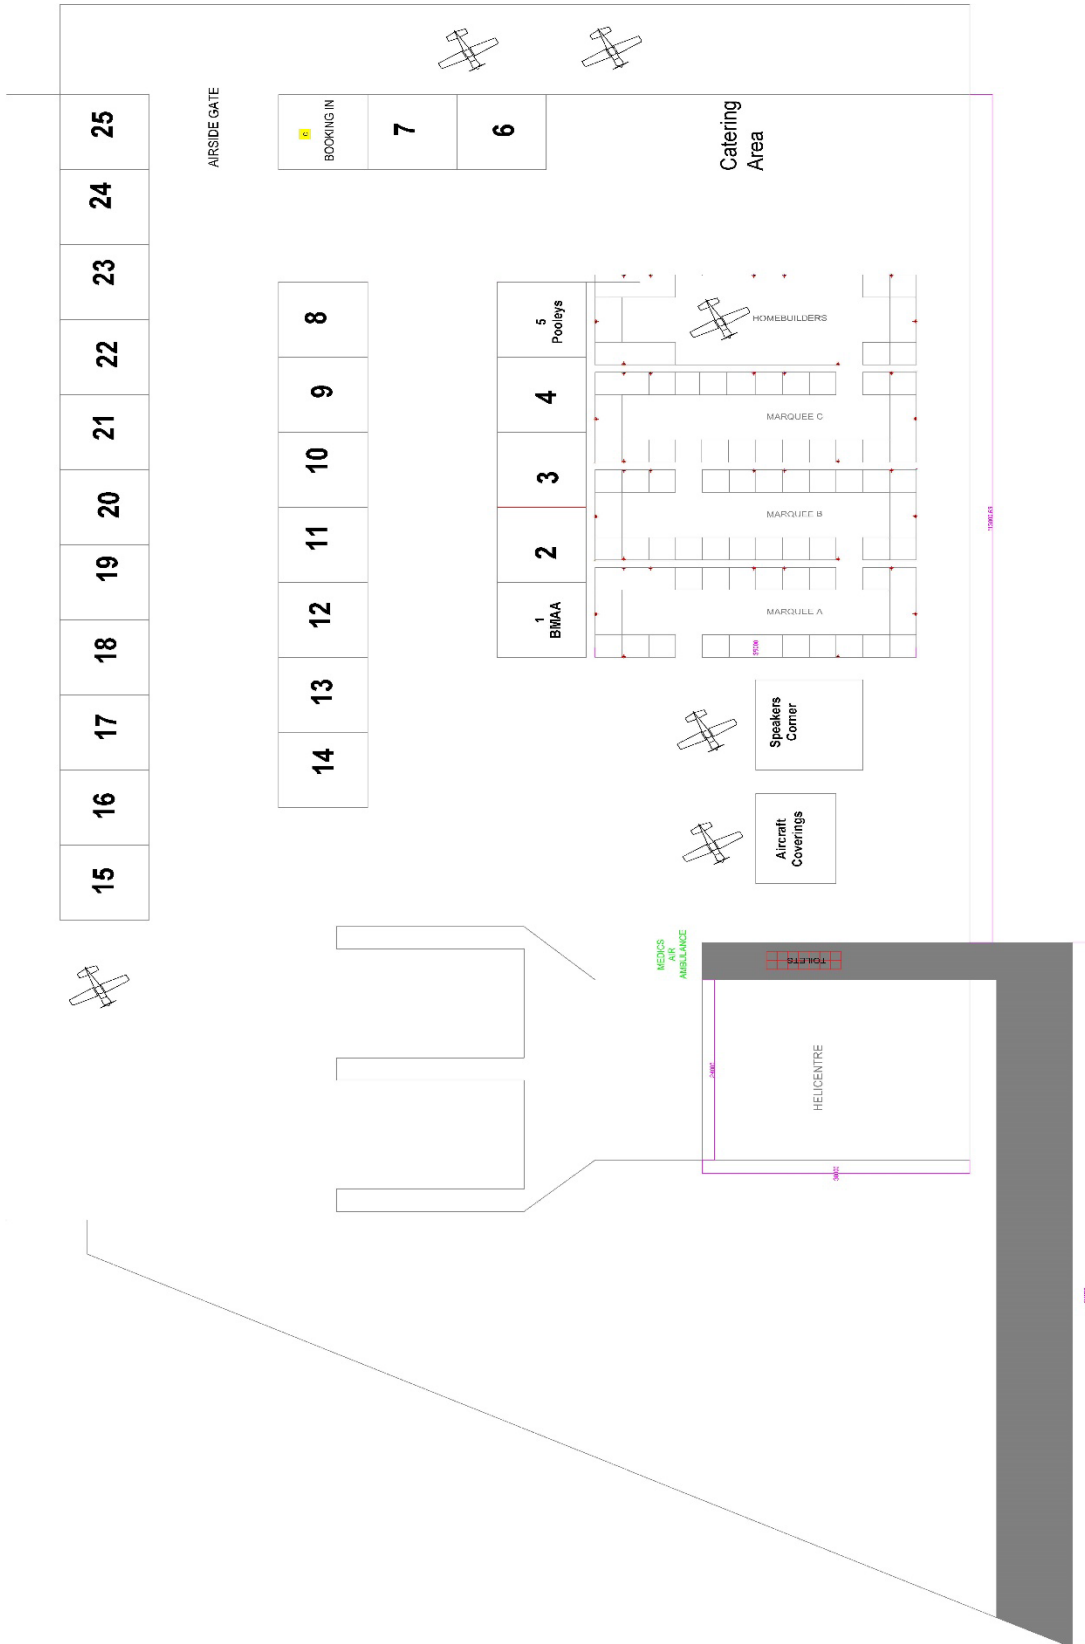 25
24
23
22
21
20
19
18
17
16
15
AIRSIDE GATE
C
BOOKING IN
7
6
Catering
Area
8
9
10
11
12
13
14
5
Pooleys
4
3
2
1
BMAA
HOMEBUILDERS
MARQUEE C
MARQUEE B
MARQUEE A
Speakers
Corner
Aircraft
Coverings
MEDICS
AIR
AMBULANCE
TOILETS
HELICENTRE